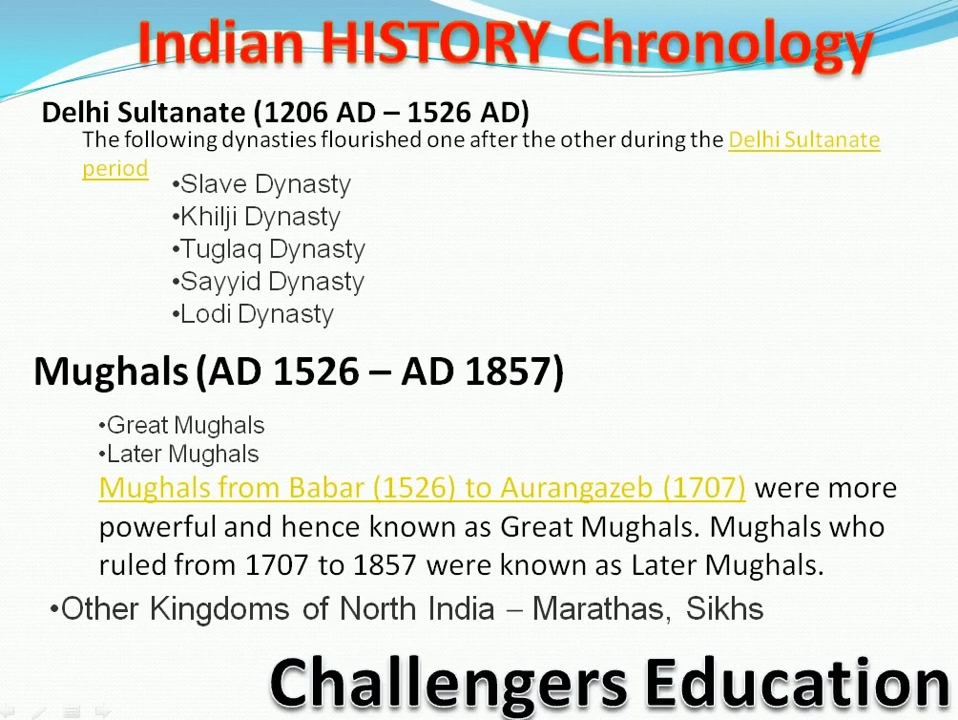 Indian HISTORY Chronology
Delhi Sultanate (1206 AD – 1526 AD)
The following dynasties flourished one after the other during the Delhi Sultanate
period
•Slave Dynasty
•Khilji Dynasty
•Tuglaq Dynasty
•Sayyid Dynasty
•Lodi Dynasty
Mughals (AD 1526 – AD 1857)
•Great Mughals
•Later Mughals
Mughals from Babar (1526) to Aurangazeb (1707) were more
powerful and hence known as Great Mughals. Mughals who
ruled from 1707 to 1857 were known as Later Mughals.
•Other Kingdoms of North India – Marathas, Sikhs
Challengers Education